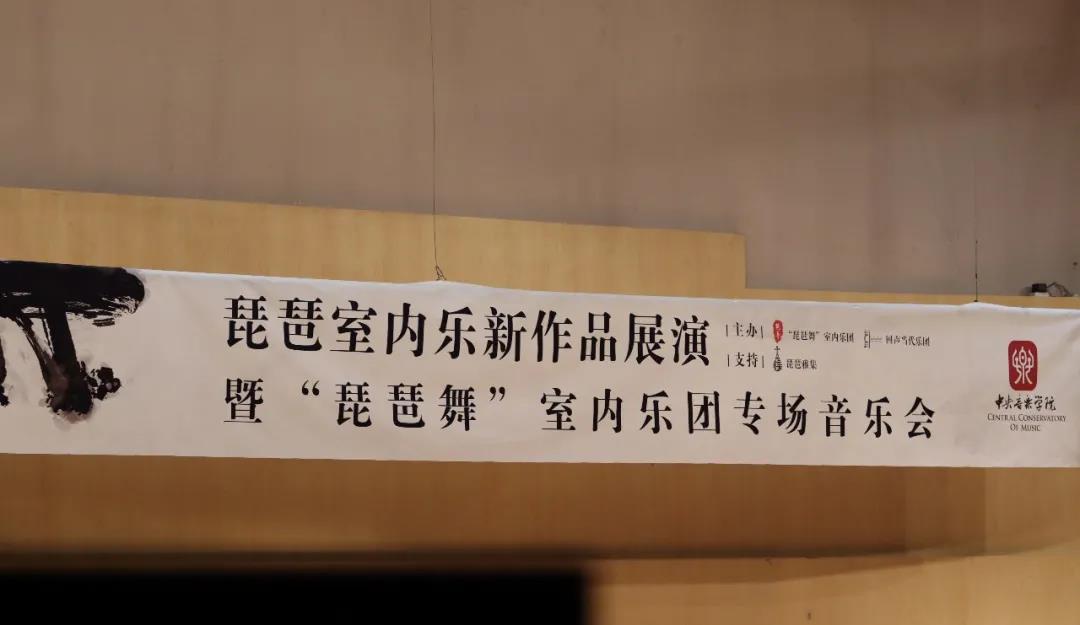 琵琶室内乐新作品展演
暨“琵琶舞”室内乐团专场音乐会
|主办| “琵琶舞”室内乐团 回声当代乐团
|支持| 琵琶雅集
中央音乐学院
CENTRAL CONSERVATORY
OF MUSIC